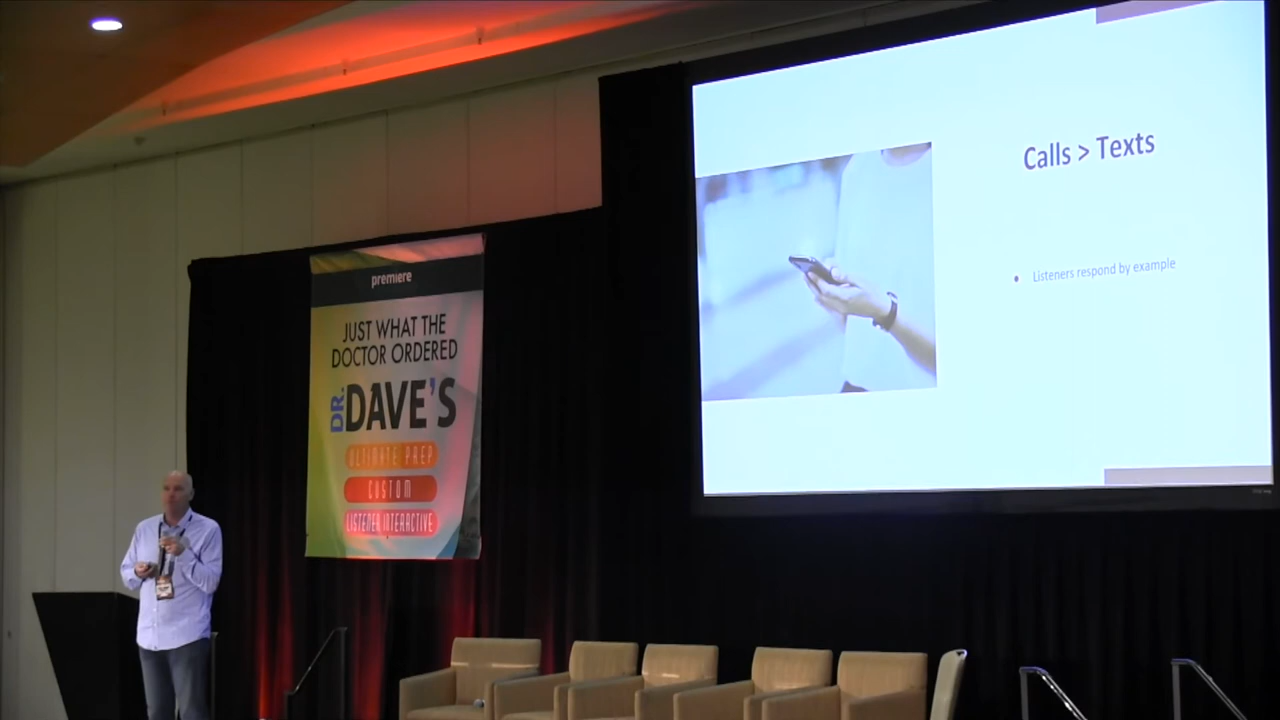 premiere
JUST WHAT THE
DOCTOR ORDERED
DR. DAVE'S
ULTIMATE PREP
CUSTOM
LISTENER INTERACTIVE
Calls > Texts
• Listeners respond by example